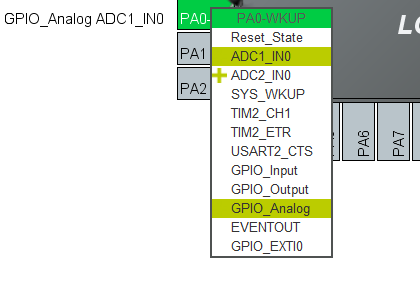 GPIO_Analog ADC1_IN0
PA0-
PA0-WKUP
Reset_State
PA1
ADC1_IN0
ADC2_IN0
PA2
SYS_WKUP
TIM2_CH1
TIM2_ETR
USART2_CTS
GPIO_Input
GPIO_Output
GPIO_Analog
EVENTOUT
GPIO_EXTI0
PA6
PA7